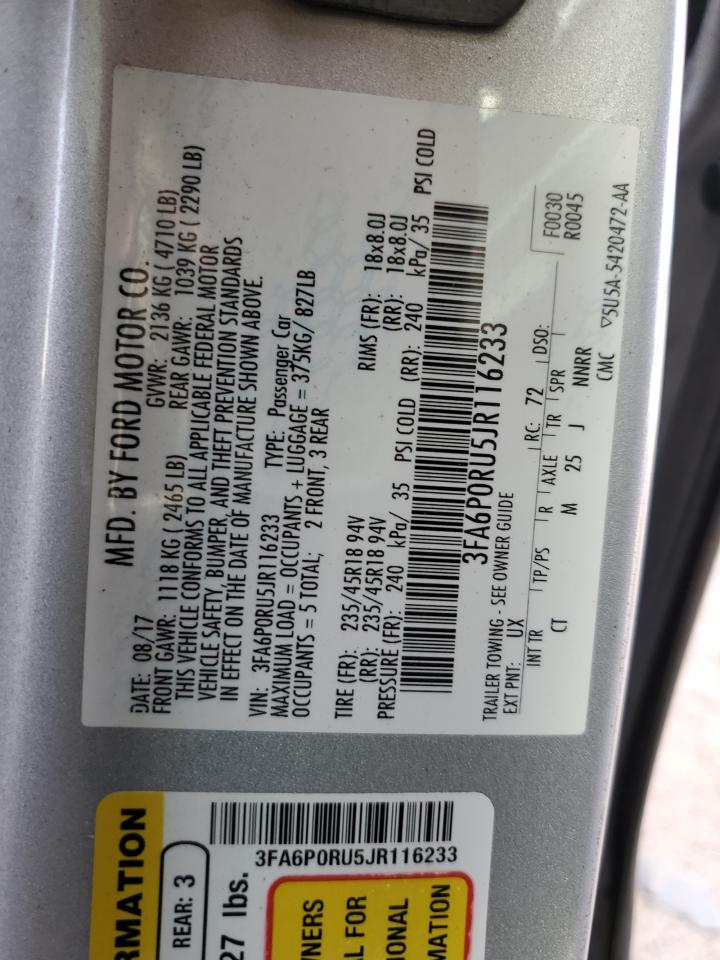 MFD. BY FORD MOTOR CO.
DATE: 08/17 GVWR: 2136 KG ( 4710 LB)
FRONT GAWR: 1118 KG ( 2465 LB) REAR GAWR: 1039 KG ( 2290 LB)
THIS VEHICLE CONFORMS TO ALL APPLICABLE FEDERAL MOTOR
VEHICLE SAFETY, BUMPER, AND THEFT PREVENTION STANDARDS
IN EFFECT ON THE DATE OF MANUFACTURE SHOWN ABOVE.
VIN: 3FA6P0RU5JR116233 TYPE: Passenger Car
MAXIMUM LOAD = OCCUPANTS + LUGGAGE = 375KG/ 827LB
OCCUPANTS = 5 TOTAL, 2 FRONT, 3 REAR
TIRE (FR): 235/45R18 94V RIMS (FR): 18x8.0J
(RR): 235/45R18 94V (RR): 18x8.0J
PRESSURE (FR): 240 kPa/ 35 PSI COLD (RR): 240 kPa/ 35 PSI COLD
3FA6P0RU5JR116233
TRAILER TOWING - SEE OWNER GUIDE
EXT PNT: UX RC: 72 DSO: F0030
R0045
INT TR TP/PS R AXLE TR SPR
CT M 25 J NNRR
CMC ▽5U5A-5420472-AA
RMATION
REAR: 3
3FA6P0RU5JR116233
27 lbs.
NERS
AL FOR
IONAL
MATION